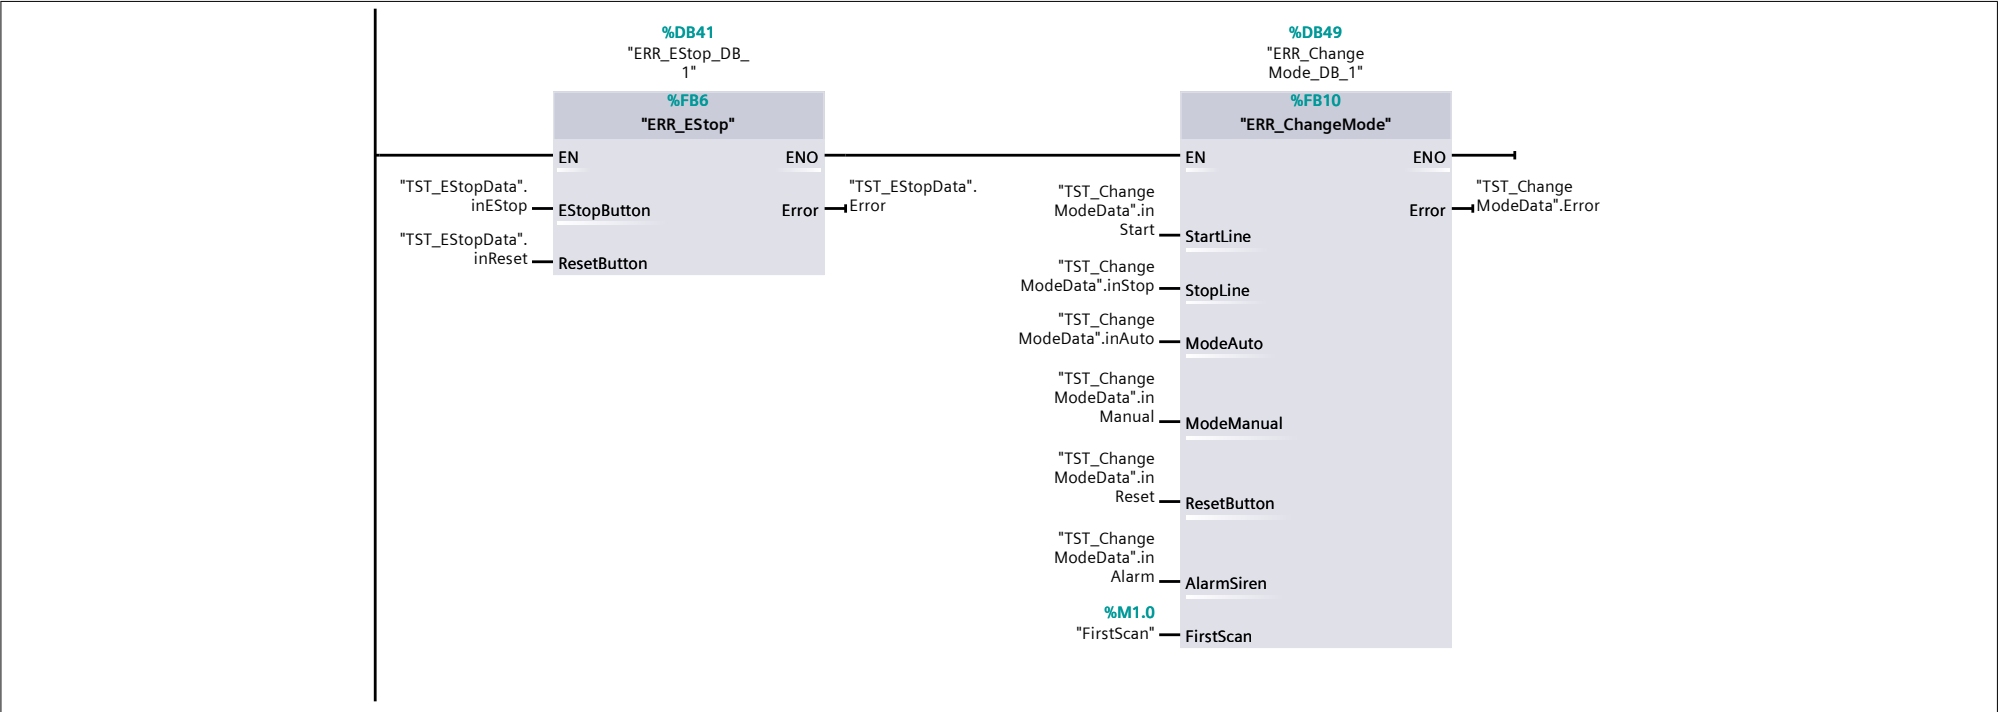 %DB41
"ERR_EStop_DB_
1"
%FB6
"ERR_EStop"
EN
ENO
"TST_EStopData".
inEStop
EStopButton
Error
"TST_EStopData".
Error
"TST_EStopData".
inReset
ResetButton
%DB49
"ERR_Change
Mode_DB_1"
%FB10
"ERR_ChangeMode"
EN
ENO
"TST_Change
ModeData".in
Start
StartLine
Error
"TST_Change
ModeData".Error
"TST_Change
ModeData".inStop
StopLine
"TST_Change
ModeData".inAuto
ModeAuto
"TST_Change
ModeData".in
Manual
ModeManual
"TST_Change
ModeData".in
Reset
ResetButton
"TST_Change
ModeData".in
Alarm
AlarmSiren
%M1.0
"FirstScan"
FirstScan